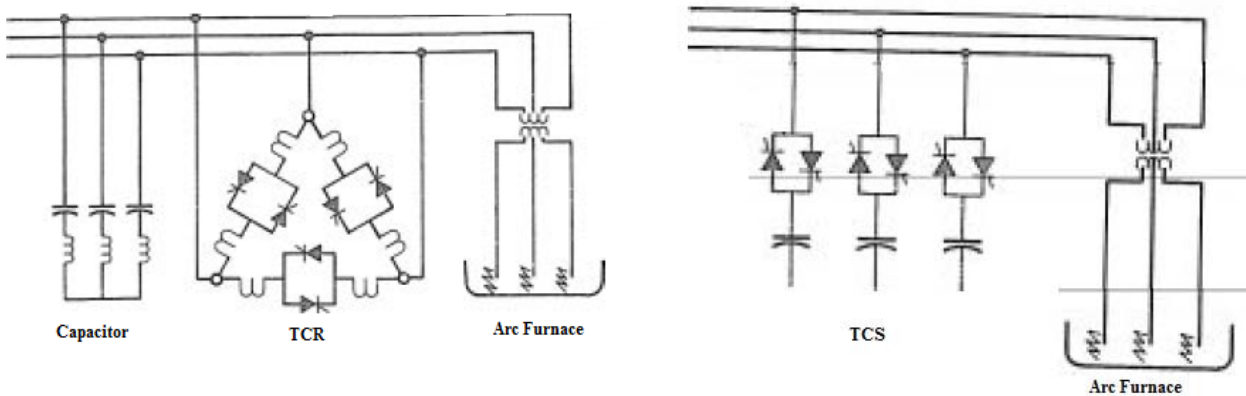 Capacitor
TCR
Arc Furnace
TCS
Arc Furnace